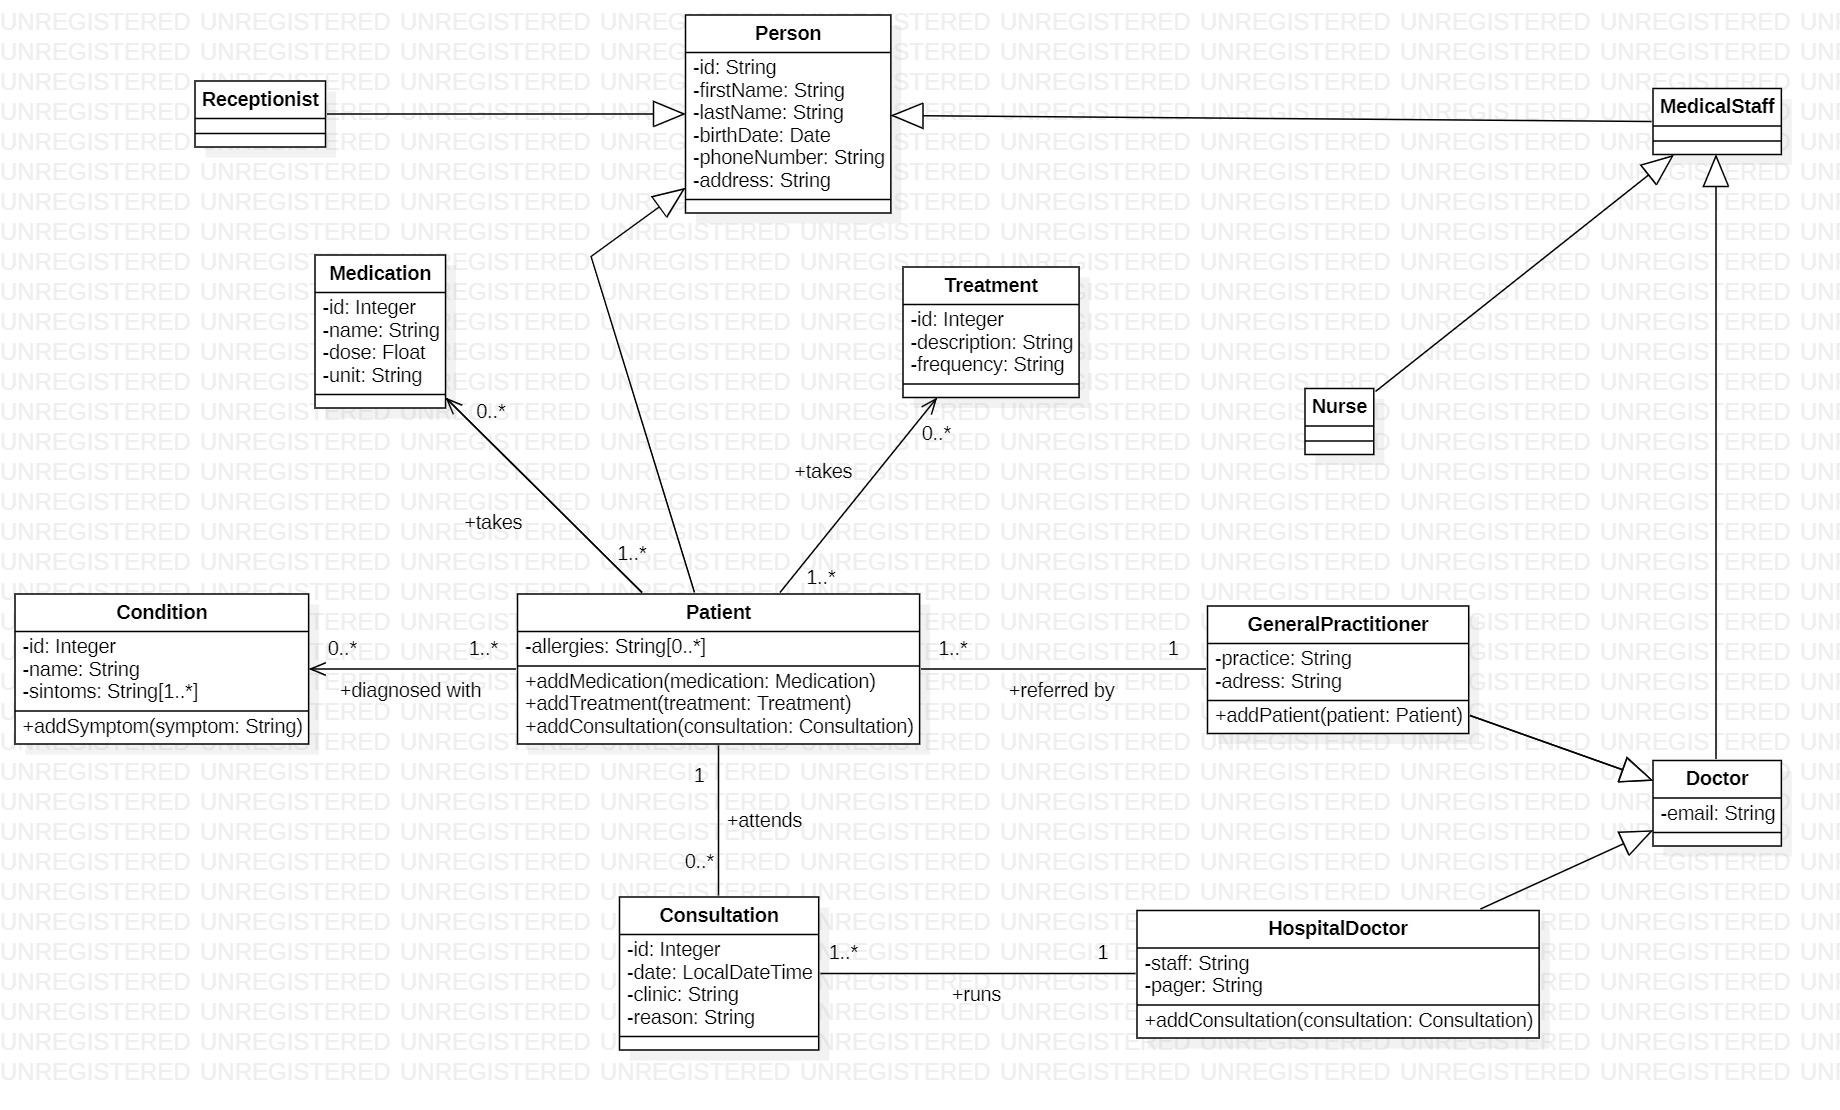 Person
-id: String
-firstName: String
-lastName: String
-birthDate: Date
-phoneNumber: String
-address: String
Receptionist
MedicalStaff
Medication
-id: Integer
-name: String
-dose: Float
-unit: String
Treatment
-id: Integer
-description: String
-frequency: String
Nurse
0..*
+takes
1..*
0..*
+takes
1..*
Condition
-id: Integer
-name: String
-sintoms: String[1..*]
+addSymptom(symptom: String)
0..*
1..*
+diagnosed with
Patient
-allergies: String[0..*]
+addMedication(medication: Medication)
+addTreatment(treatment: Treatment)
+addConsultation(consultation: Consultation)
1..*
1
+referred by
GeneralPractitioner
-practice: String
-adress: String
+addPatient(patient: Patient)
Doctor
-email: String
1
+attends
0..*
Consultation
-id: Integer
-date: LocalDateTime
-clinic: String
-reason: String
1..*
1
+runs
HospitalDoctor
-staff: String
-pager: String
+addConsultation(consultation: Consultation)
UNREGISTERED